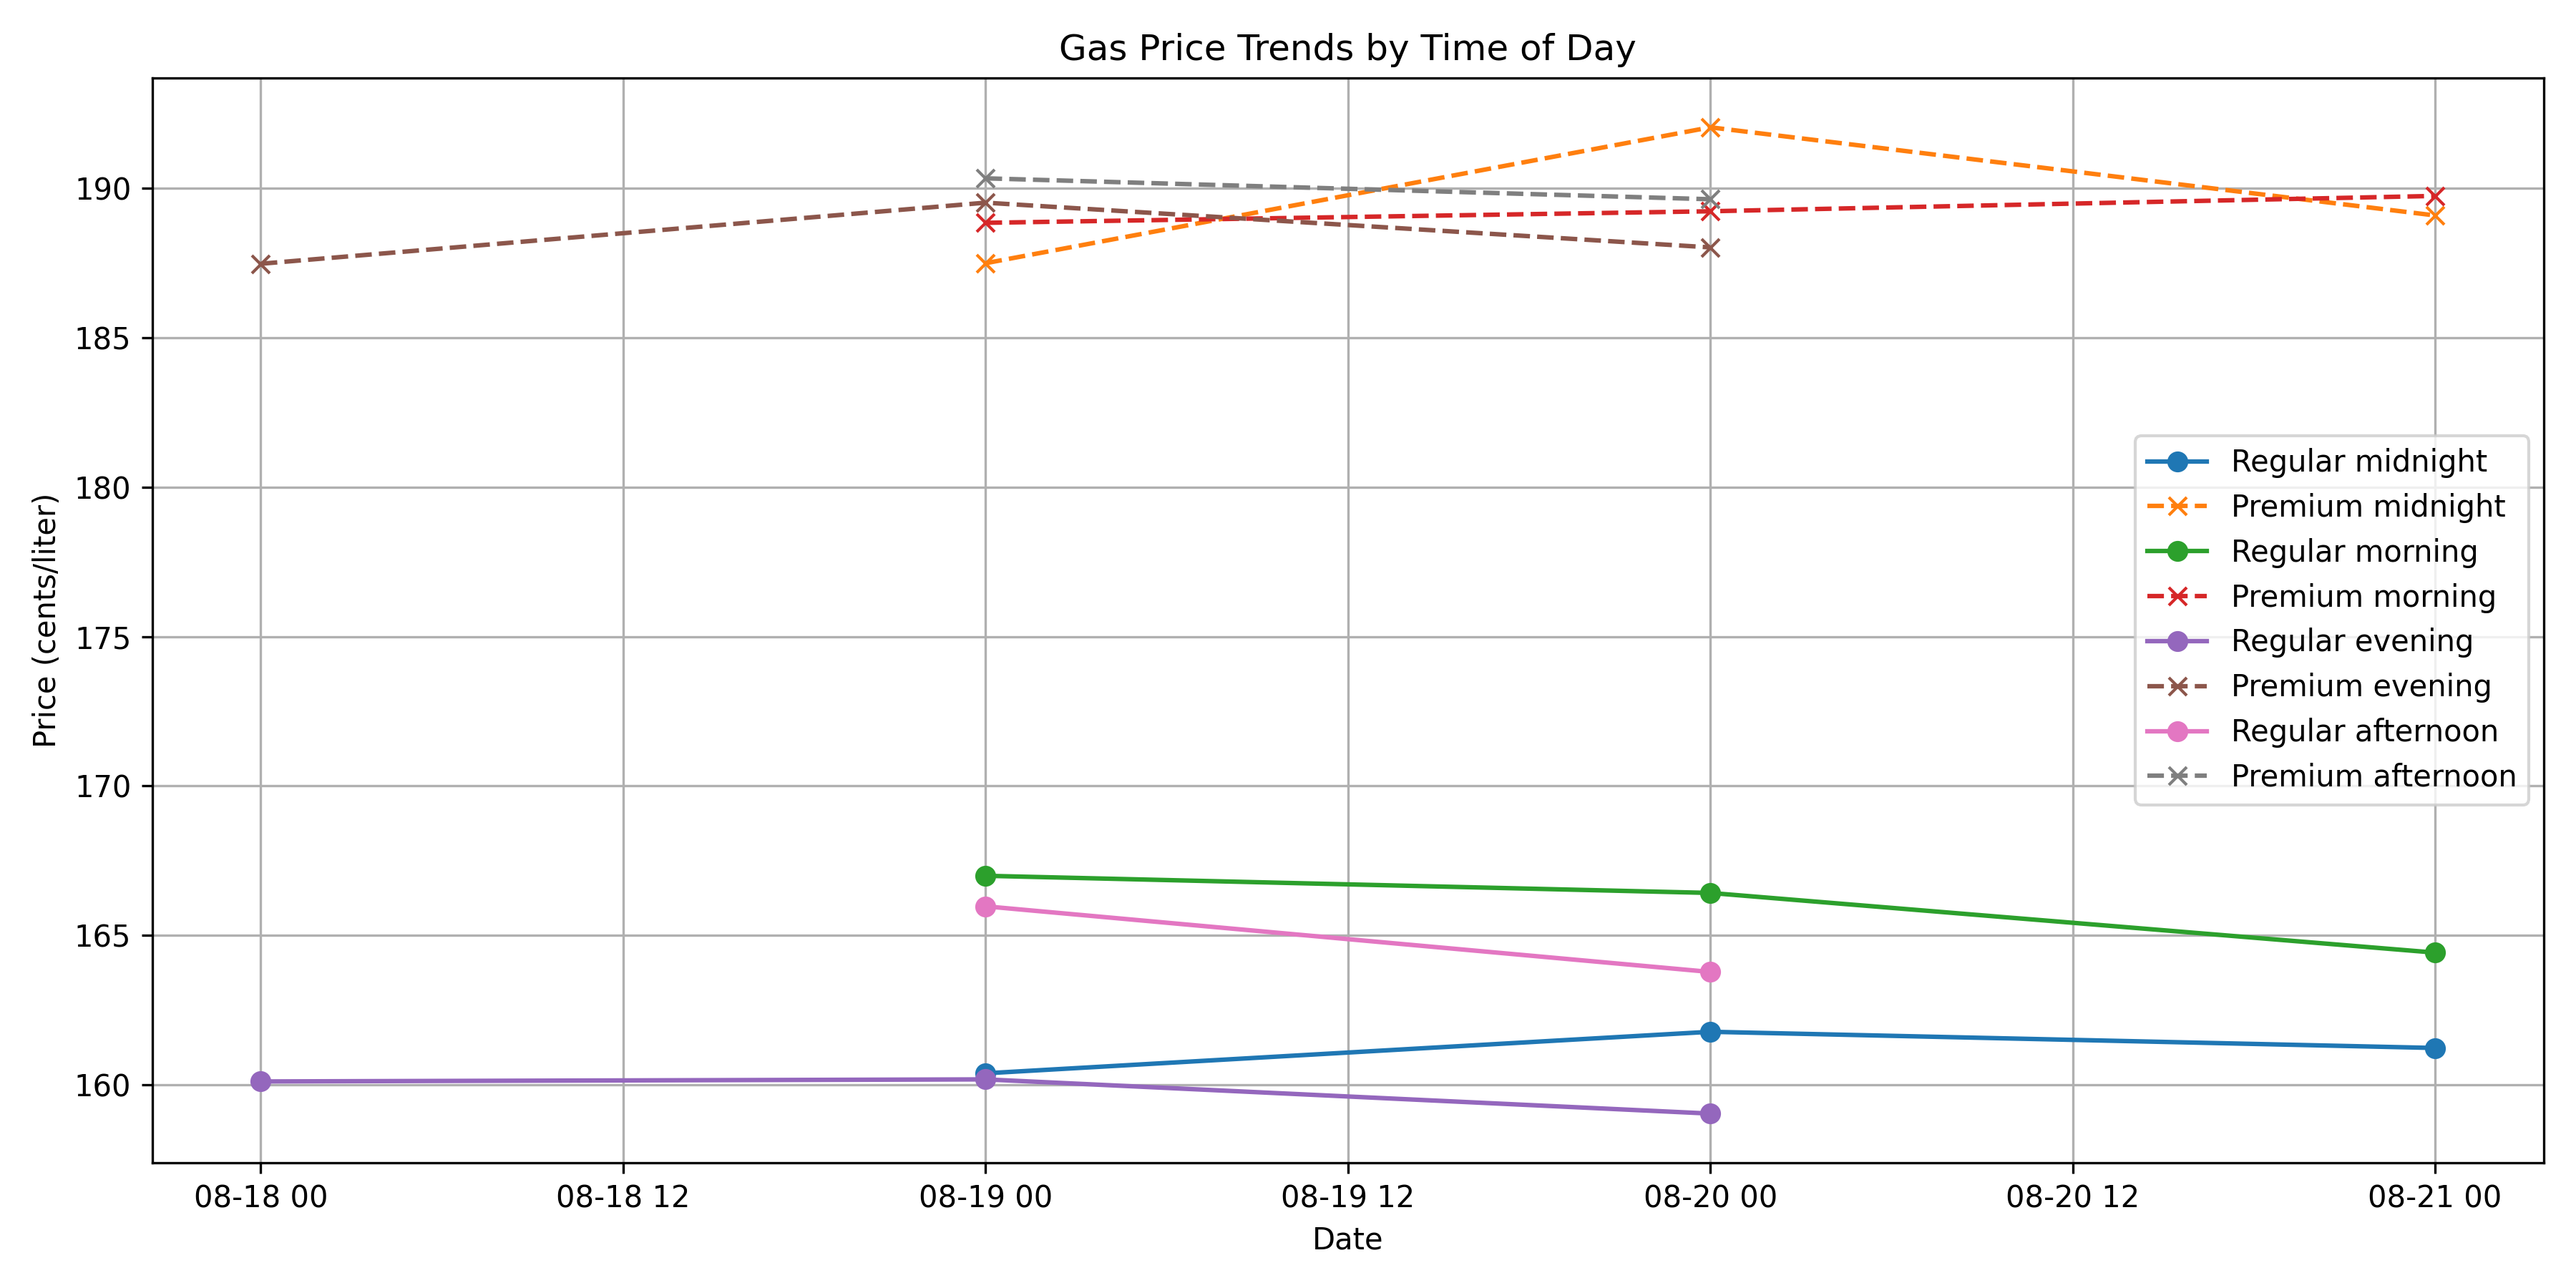 Gas Price Trends by Time of Day
Price (cents/liter)
190
185
180
175
170
165
160
Regular midnight
Premium midnight
Regular morning
Premium morning
Regular evening
Premium evening
Regular afternoon
Premium afternoon
08-18 00
08-18 12
08-19 00
08-19 12
08-20 00
08-20 12
08-21 00
Date